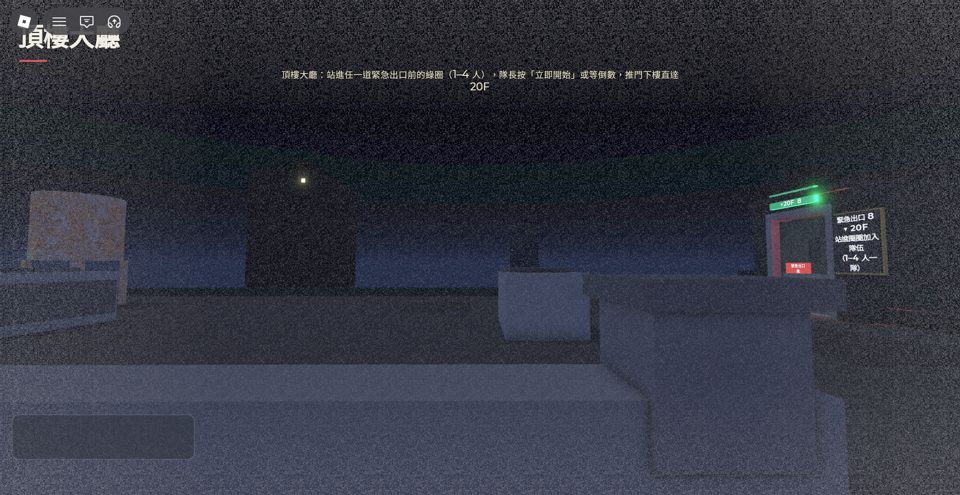 頂樓大廳
頂樓大廳：站進任一道緊急出口前的綠圈（1–4 人），隊長按「立即開始」或等倒數，推門下樓直達
20F
緊急出口 8
▼ 20F
站進圈圈加入
隊伍
（1–4 人一
隊）